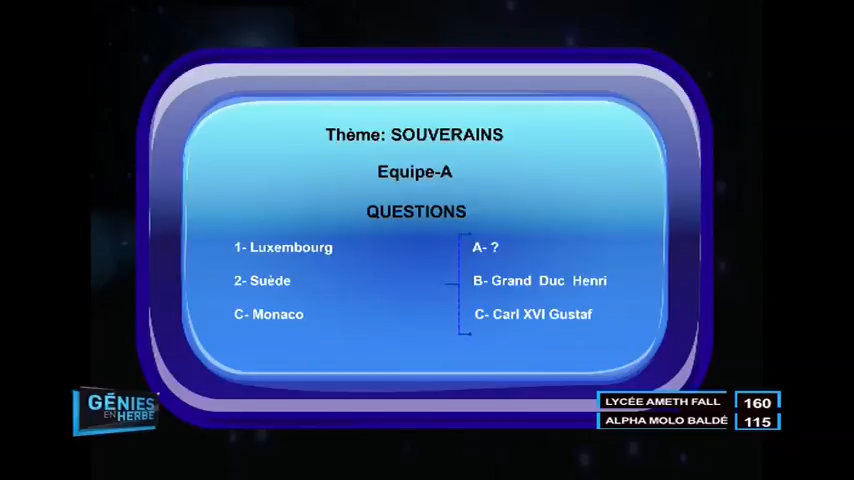 Thème: SOUVERAINS
Equipe-A
QUESTIONS
1- Luxembourg
A- ?
2- Suède
B- Grand Duc Henri
C- Monaco
C- Carl XVI Gustaf
GÉNIES
EN HERBE
LYCÉE AMETH FALL 160
ALPHA MOLO BALDÉ 115